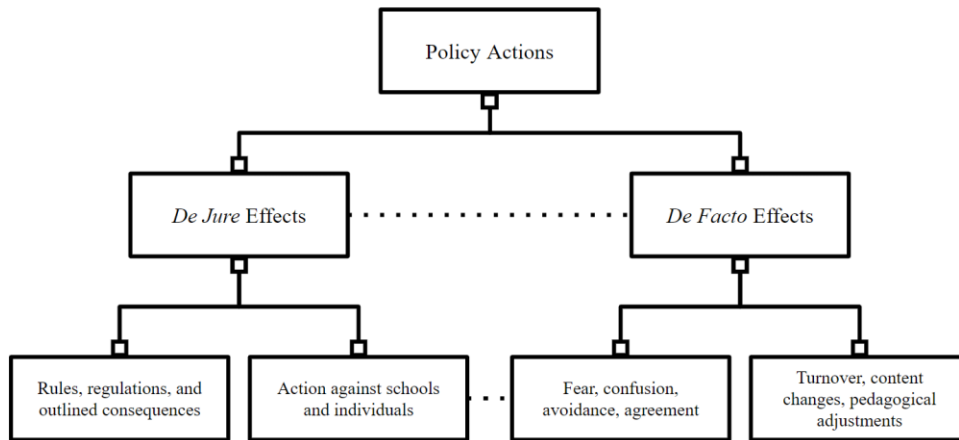 Policy Actions
De Jure Effects
De Facto Effects
Rules, regulations, and
outlined consequences
Action against schools
and individuals
Fear, confusion,
avoidance, agreement
Turnover, content
changes, pedagogical
adjustments